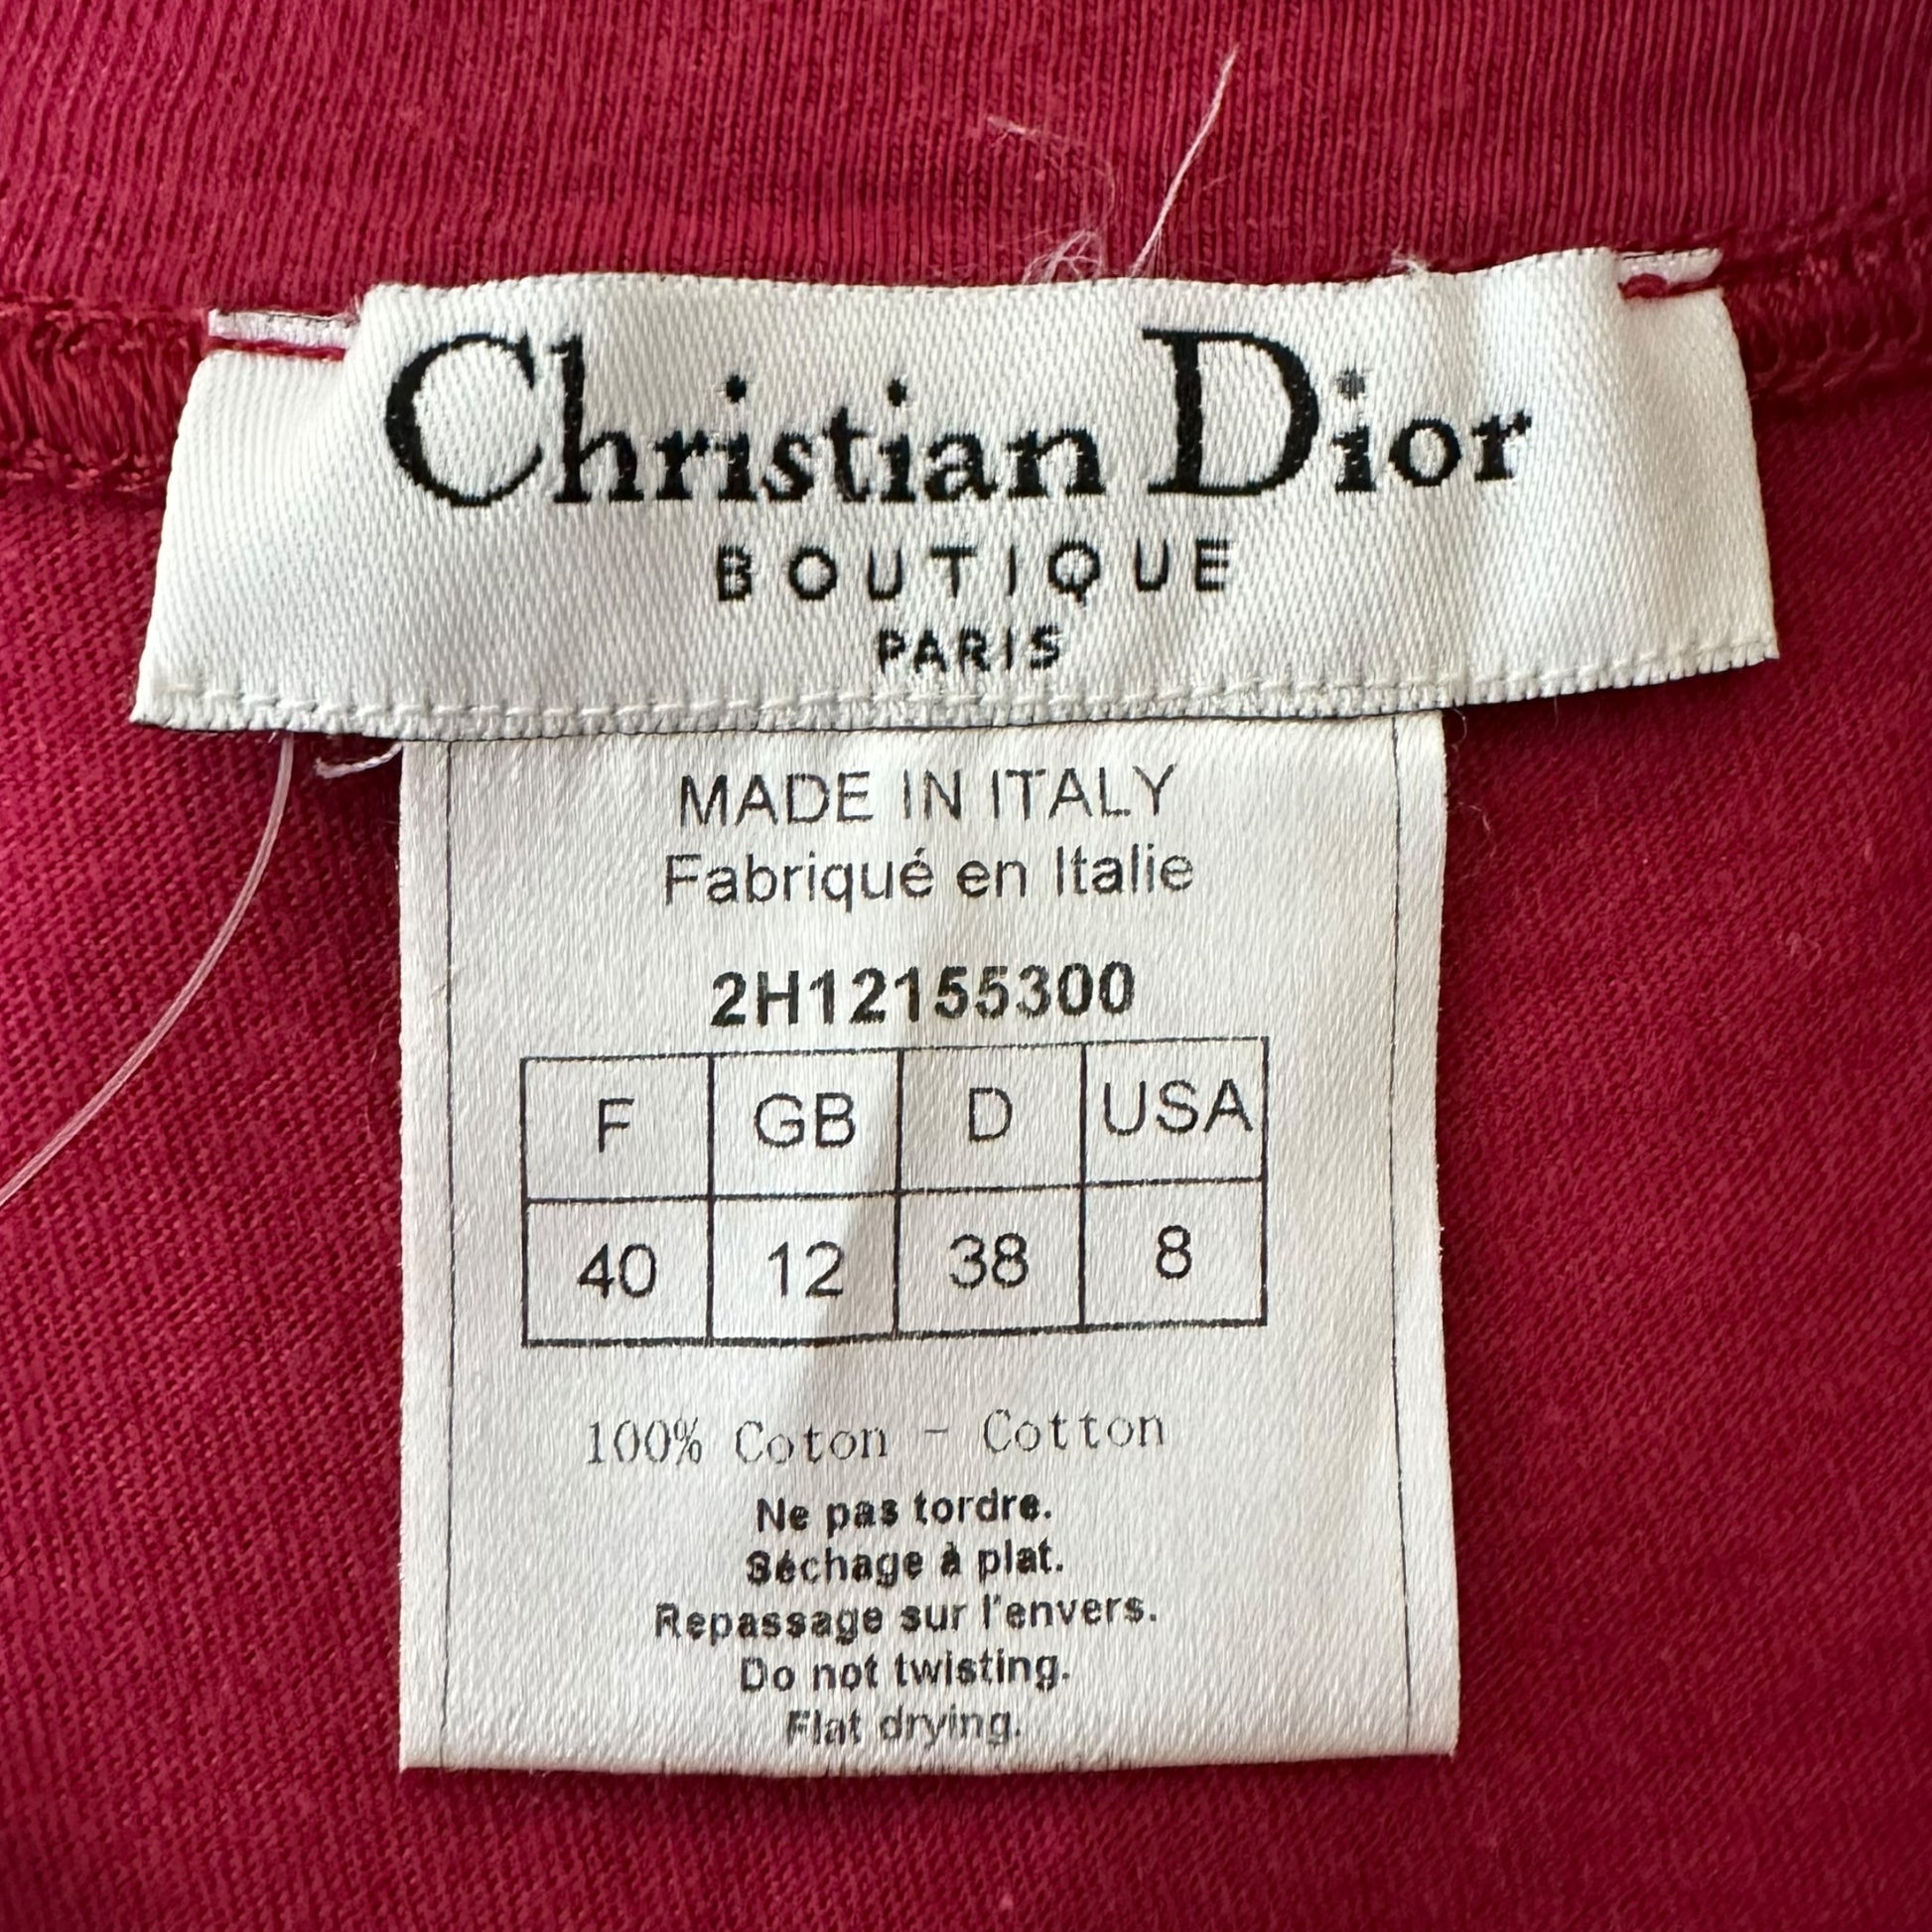 Christian Dior
BOUTIQUE
PARIS
MADE IN ITALY
Fabriqué en Italie
2H12155300
F GB D USA
40 12 38 8
100% Coton - Cotton
Ne pas tordre.
Séchage à plat.
Repassage sur l'envers.
Do not twisting.
Flat drying.